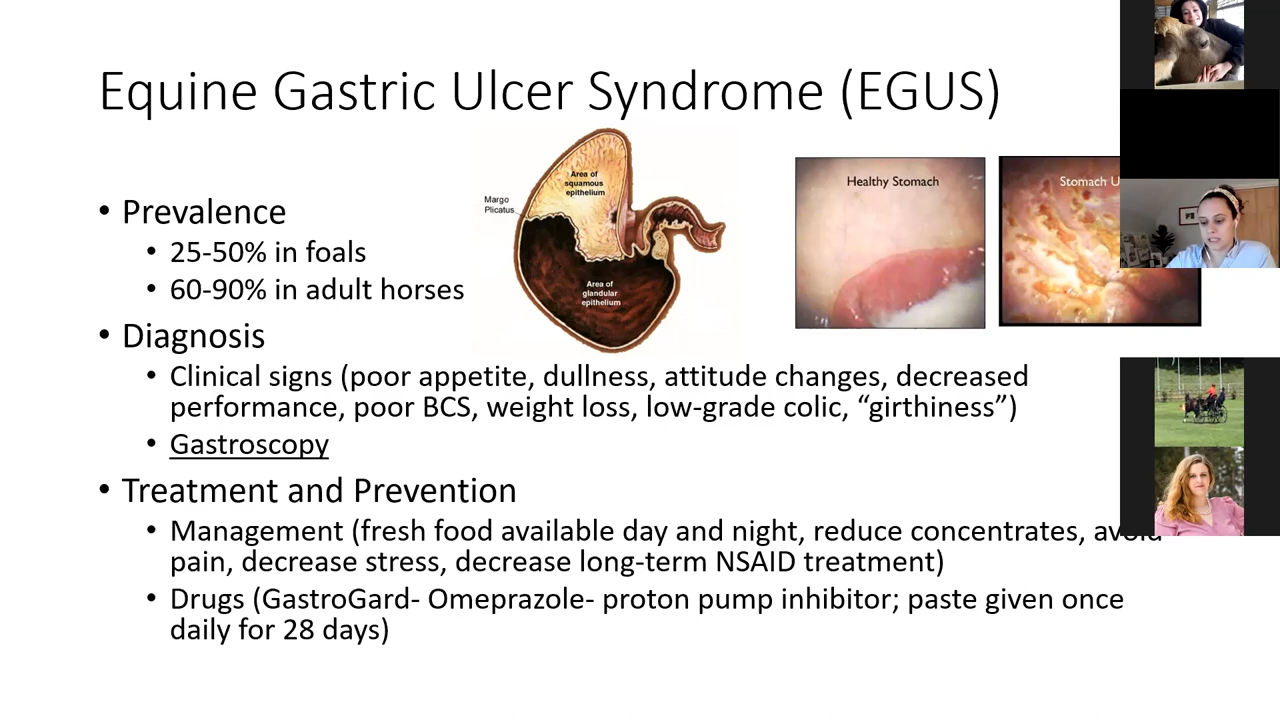 Equine Gastric Ulcer Syndrome (EGUS)
Area of
squamous
epithelium
Margo
Plicatus
Area of
glandular
epithelium
Healthy Stomach
Stomach U
• Prevalence
• 25-50% in foals
• 60-90% in adult horses
• Diagnosis
• Clinical signs (poor appetite, dullness, attitude changes, decreased
performance, poor BCS, weight loss, low-grade colic, “girthiness”)
• Gastroscopy
• Treatment and Prevention
• Management (fresh food available day and night, reduce concentrates, avoid
pain, decrease stress, decrease long-term NSAID treatment)
• Drugs (GastroGard- Omeprazole- proton pump inhibitor; paste given once
daily for 28 days)